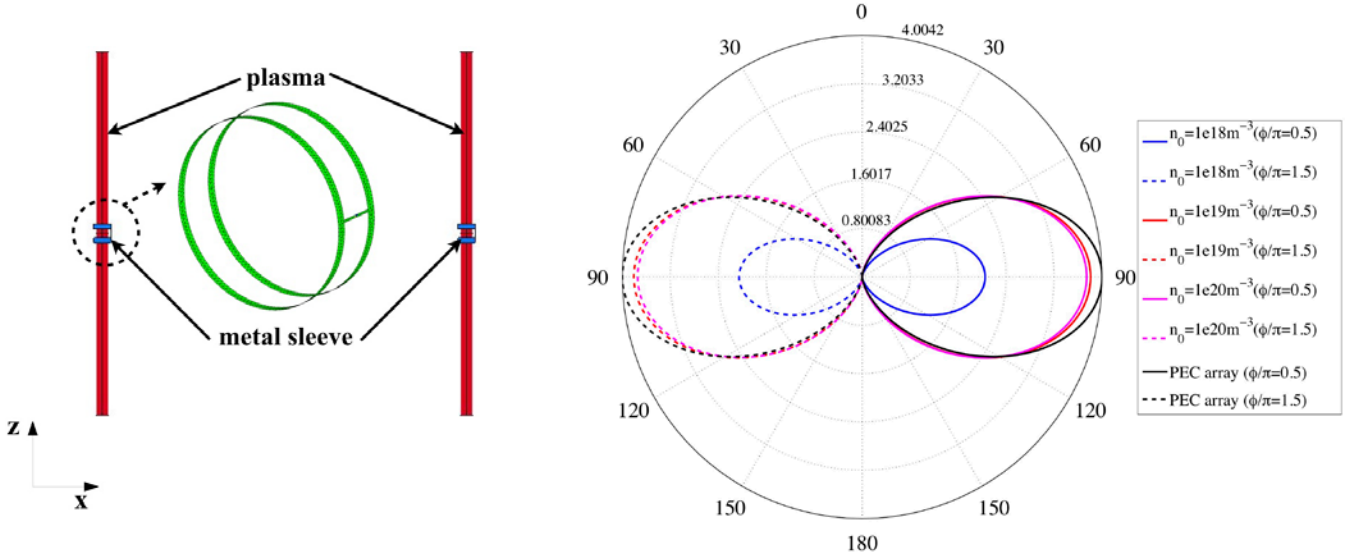 plasma
metal sleeve
z
x
0
30
30
60
60
90
90
120
120
150
150
180
4.0042
3.2033
2.4025
1.6017
0.80083
n₀=1e18m⁻³(ϕ/π=0.5)
n₀=1e18m⁻³(ϕ/π=1.5)
n₀=1e19m⁻³(ϕ/π=0.5)
n₀=1e19m⁻³(ϕ/π=1.5)
n₀=1e20m⁻³(ϕ/π=0.5)
n₀=1e20m⁻³(ϕ/π=1.5)
PEC array (ϕ/π=0.5)
PEC array (ϕ/π=1.5)